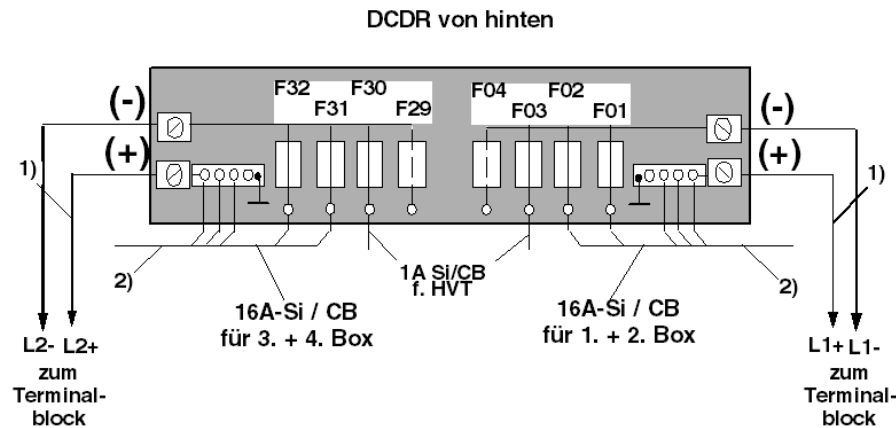 DCDR von hinten
F32
F30
F31
F29
F04
F02
F03
F01
(-)
(+)
(-)
(+)
1)
1)
2)
2)
1A Si/CB
f. HVT
16A-Si / CB
für 3. + 4. Box
16A-Si / CB
für 1. + 2. Box
L2- L2+
zum
Terminal-
block
L1+ L1-
zum
Terminal-
block